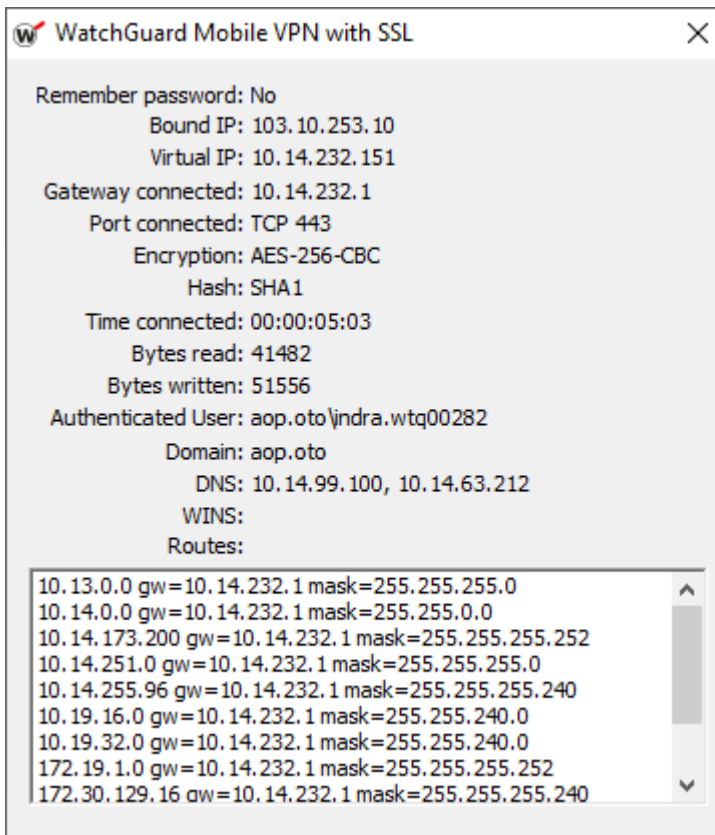 WatchGuard Mobile VPN with SSL
Remember password: No
Bound IP: 103.10.253.10
Virtual IP: 10.14.232.151
Gateway connected: 10.14.232.1
Port connected: TCP 443
Encryption: AES-256-CBC
Hash: SHA1
Time connected: 00:00:05:03
Bytes read: 41482
Bytes written: 51556
Authenticated User: aop.oto\indra.wtq00282
Domain: aop.oto
DNS: 10.14.99.100, 10.14.63.212
WINS:
Routes:
10.13.0.0 gw=10.14.232.1 mask=255.255.255.0
10.14.0.0 gw=10.14.232.1 mask=255.255.0.0
10.14.173.200 gw=10.14.232.1 mask=255.255.255.252
10.14.251.0 gw=10.14.232.1 mask=255.255.255.0
10.14.255.96 gw=10.14.232.1 mask=255.255.255.240
10.19.16.0 gw=10.14.232.1 mask=255.255.240.0
10.19.32.0 gw=10.14.232.1 mask=255.255.240.0
172.19.1.0 gw=10.14.232.1 mask=255.255.255.252
172.30.129.16 gw=10.14.232.1 mask=255.255.255.240